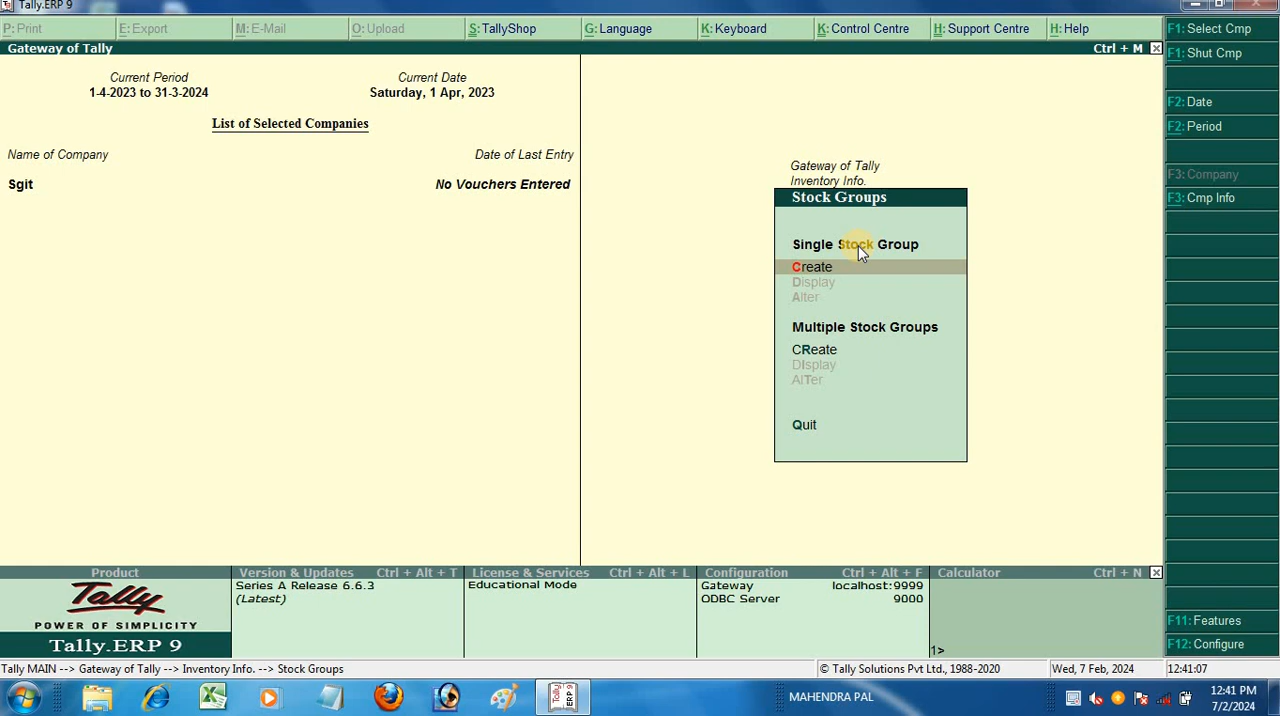 Tally.ERP 9
P: Print E: Export M: E-Mail O: Upload S: TallyShop G: Language K: Keyboard K: Control Centre H: Support Centre H: Help
Gateway of Tally Ctrl + M
Current Period Current Date
1-4-2023 to 31-3-2024 Saturday, 1 Apr, 2023
List of Selected Companies
Name of Company Date of Last Entry
Sgit No Vouchers Entered
Gateway of Tally
Inventory Info.
Stock Groups
Single Stock Group
Create
Display
Alter
Multiple Stock Groups
CReate
DIsplay
AlTer
Quit
F1: Select Cmp
F1: Shut Cmp
F2: Date
F2: Period
F3: Company
F3: Cmp Info
F11: Features
F12: Configure
Product
Tally
POWER OF SIMPLICITY
Tally.ERP 9
Version & Updates Ctrl + Alt + T
Series A Release 6.6.3
(Latest)
License & Services Ctrl + Alt + L
Educational Mode
Configuration Ctrl + Alt + F
Gateway localhost:9999
ODBC Server 9000
Calculator Ctrl + N
1>
Tally MAIN --> Gateway of Tally --> Inventory Info. --> Stock Groups © Tally Solutions Pvt Ltd., 1988-2020 Wed, 7 Feb, 2024 12:41:07
MAHENDRA PAL
12:41 PM
7/2/2024